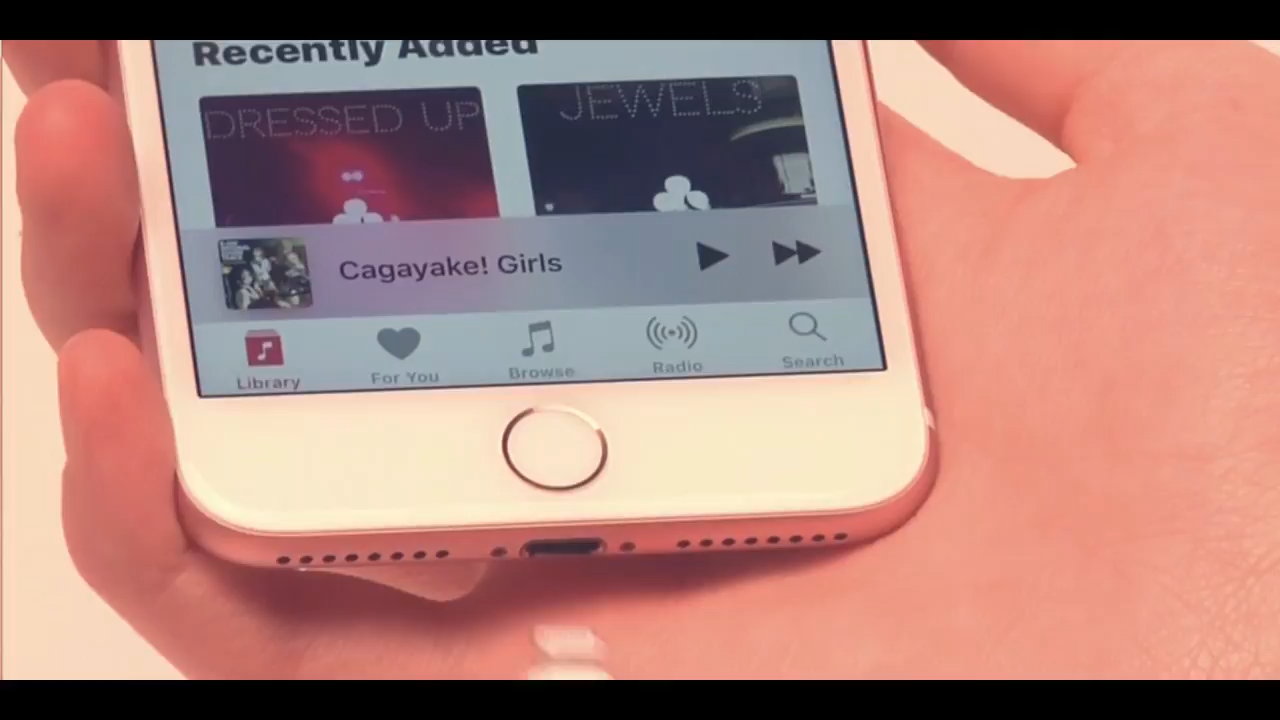 Recently Added
DRESSED UP
JEWELS
Cagayake! Girls
Library
For You
Browse
Radio
Search